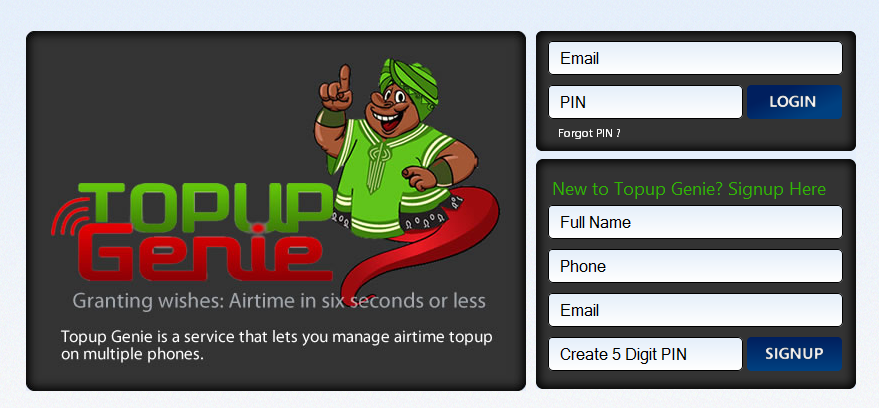 TOPUP
Genie
Granting wishes: Airtime in six seconds or less
Topup Genie is a service that lets you manage airtime topup
on multiple phones.
Email
PIN
LOGIN
Forgot PIN ?
New to Topup Genie? Signup Here
Full Name
Phone
Email
Create 5 Digit PIN
SIGNUP